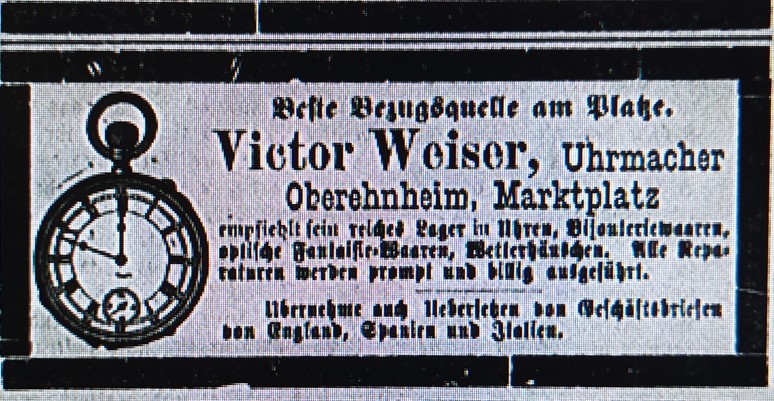 Beste Bezugsquelle am Platze.
Victor Weiser, Uhrmacher
Oberehnheim, Marktplatz
empfiehlt sein reiches Lager in Uhren, Bijouteriewaaren,
optische Fantaisie-Waaren, Wetterhäuschen. Alle Repa-
raturen werden prompt und billig ausgeführt.
Übernehme auch Uebersetzen von Geschäftsbriefen
von England, Spanien und Italien.